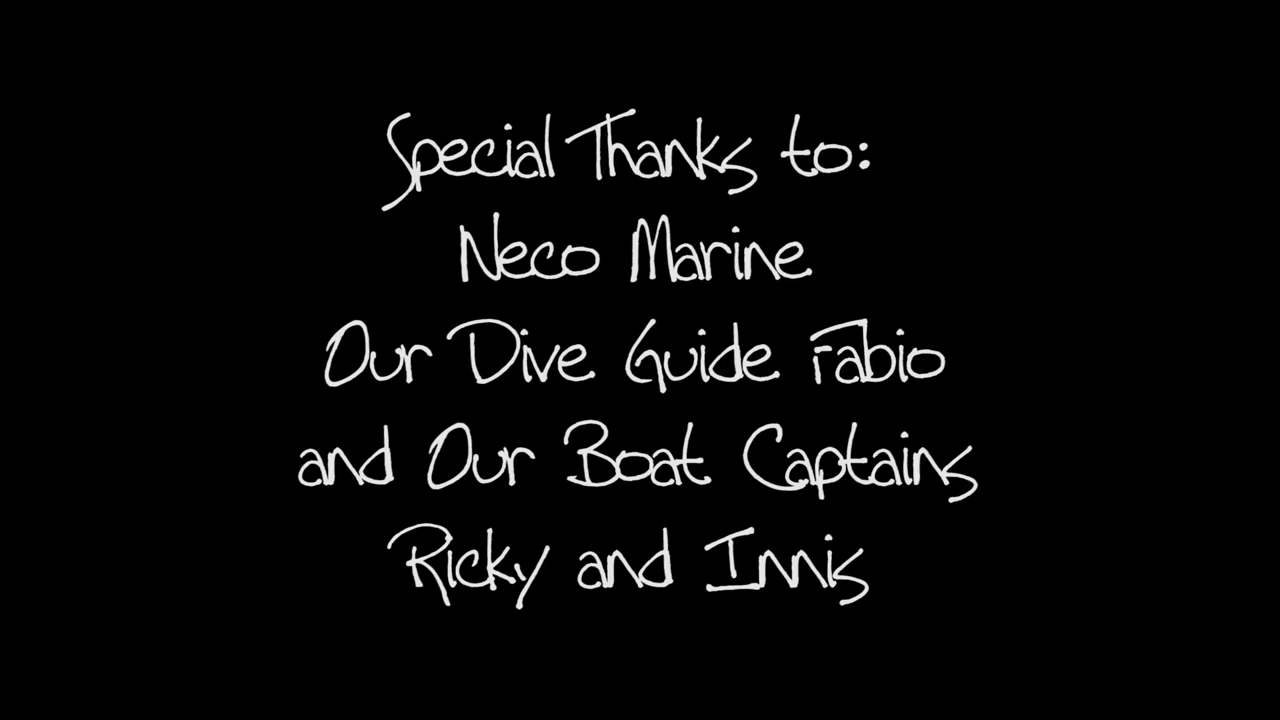 Special Thanks to:
Neco Marine
Our Dive Guide Fabio
and Our Boat Captains
Ricky and Innis